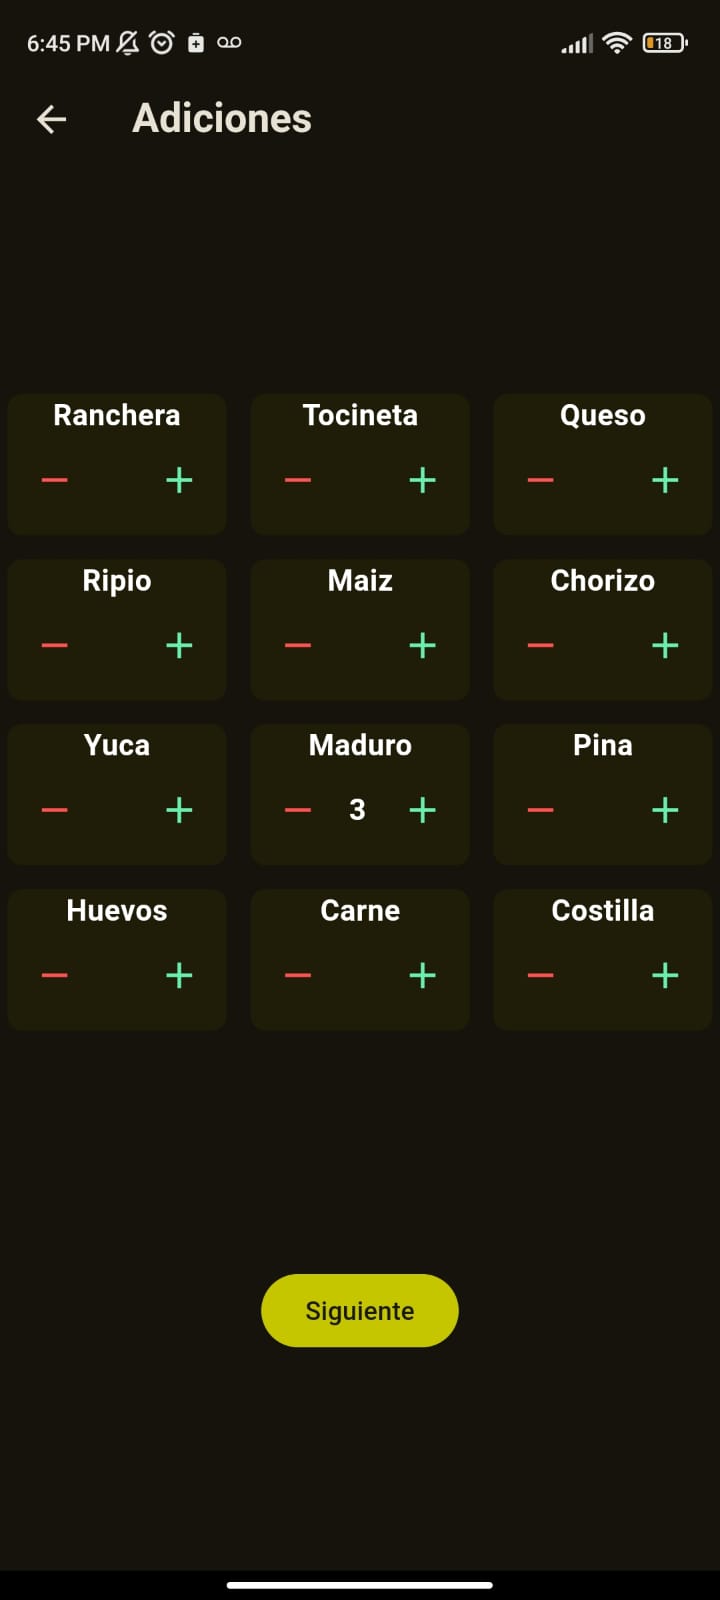 6:45 PM 18
Adiciones
Ranchera Tocineta Queso
Ripio Maiz Chorizo
Yuca Maduro Pina
3
Huevos Carne Costilla
Siguiente